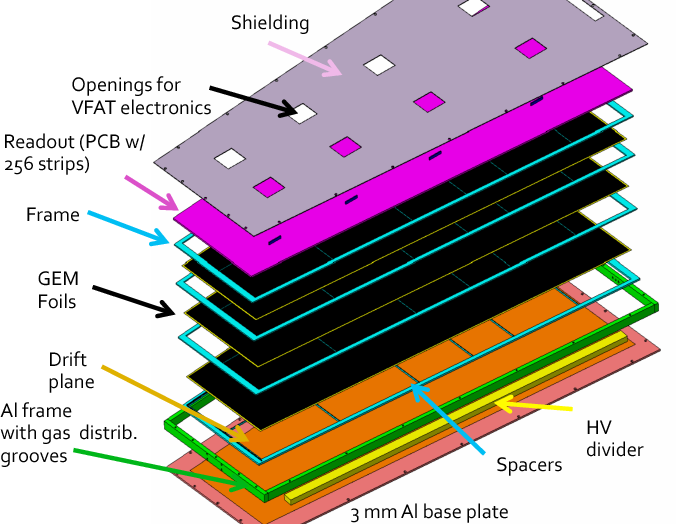 Shielding
Openings for
VFAT electronics
Readout (PCB w/
256 strips)
Frame
GEM
Foils
Drift
plane
Al frame
with gas distrib.
grooves
HV
divider
Spacers
3 mm Al base plate